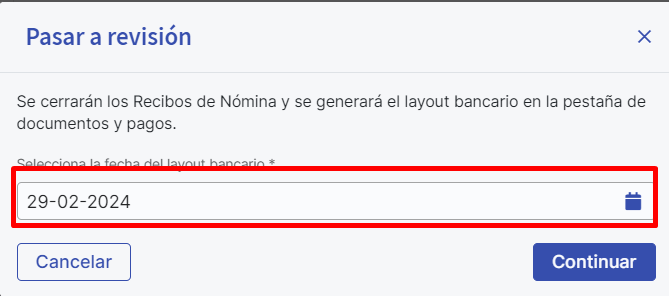 Pasar a revisión
Se cerrarán los Recibos de Nómina y se generará el layout bancario en la pestaña de
documentos y pagos.
Selecciona la fecha del layout bancario *
29-02-2024
Cancelar
Continuar